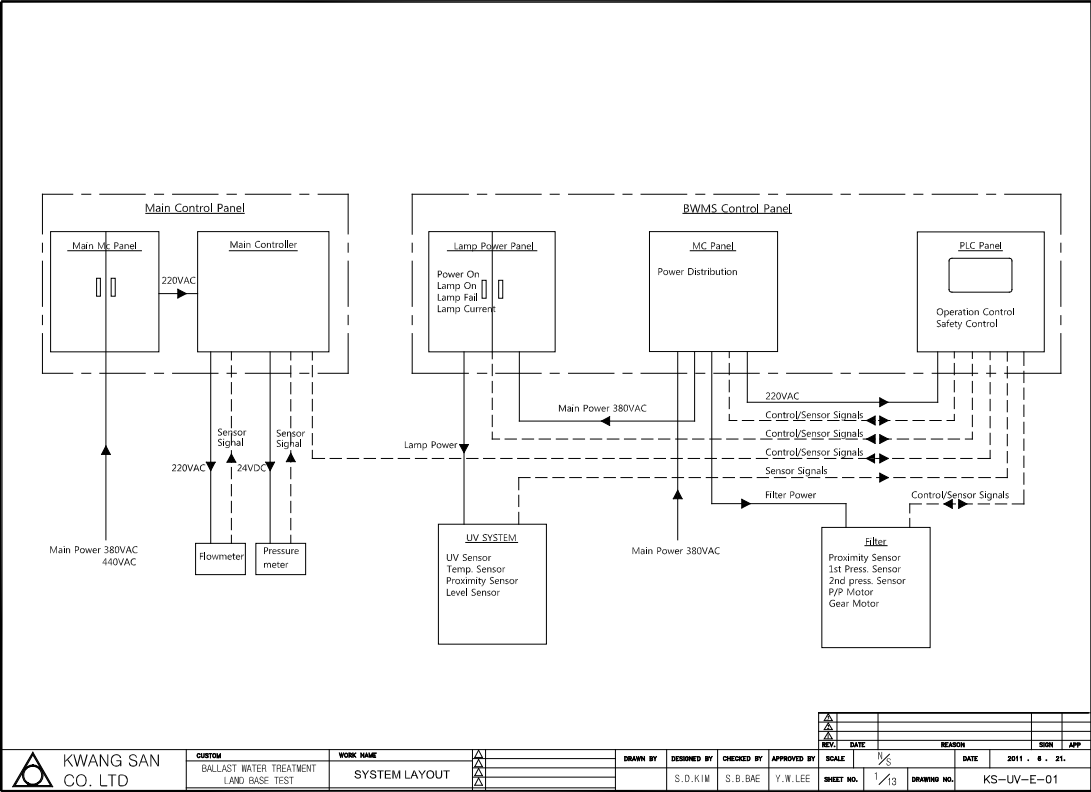 Main Control Panel
Main Mc Panel
Main Controller
220VAC
BWMS Control Panel
Lamp Power Panel
Power On
Lamp On
Lamp Fail
Lamp Current
MC Panel
Power Distribution
PLC Panel
Operation Control
Safety Control
220VAC
Main Power 380VAC
Control/Sensor Signals
Control/Sensor Signals
Control/Sensor Signals
Sensor Signals
Lamp Power
Sensor
Signal
Sensor
Signal
220VAC
24VDC
Filter Power
Control/Sensor Signals
Main Power 380VAC
440VAC
Flowmeter
Pressure
meter
UV SYSTEM
UV Sensor
Temp. Sensor
Proximity Sensor
Level Sensor
Main Power 380VAC
Filter
Proximity Sensor
1st Press. Sensor
2nd press. Sensor
P/P Motor
Gear Motor
REV. DATE REASON SIGN APP
KWANG SAN
CO. LTD
CUSTOM
BALLAST WATER TREATMENT
LAND BASE TEST
WORK NAME
SYSTEM LAYOUT
DRAWN BY DESIGNED BY CHECKED BY APPROVED BY
S.D.KIM S.B.BAE Y.W.LEE
SCALE N/S DATE 2011 . 6 . 21.
SHEET NO. 1/13 DRAWING NO. KS-UV-E-01